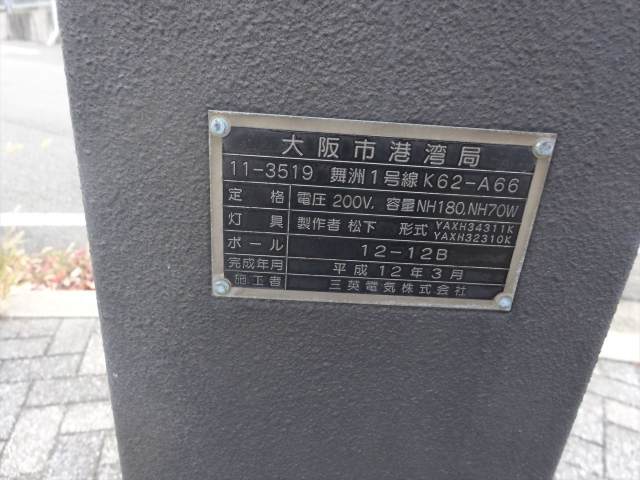 大阪市港湾局
11-3519 舞洲1号線 K62-A66
定格 電圧 200V. 容量 NH180.NH70W
灯具 製作者 松下 形式 YAXH34311K
YAXH32310K
ポール 12-12B
完成年月 平成12年3月
施工者 三英電気株式会社